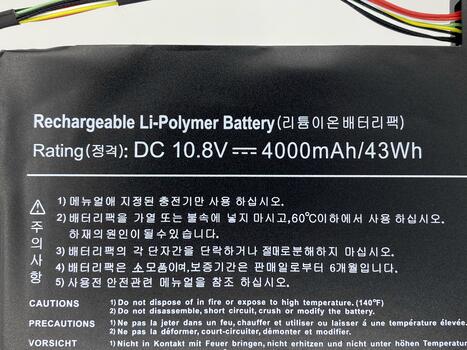 Rechargeable Li-Polymer Battery(리튬이온배터리팩)
Rating(정격): DC 10.8V⎓4000mAh/43Wh
⚠ 주의사항
1) 메뉴얼애 지정된 충전기만 사용 하십시오.
2) 배터리팩을 가열 또는 불속에 넣지 마시고,60℃이하에서 사용 하십시오.
하재의 원인이 될수있습니다.
3) 배터리팩의 각 단자간을 단락하거나 절때로분해하지 마십시오.
4) 배터리팩은 소모품이며,보증기간은 판매일로부터 6개월입니다.
5) 사용전 안전관련 메뉴얼을 참조 하십시오.
CAUTIONS 1) Do not dispose of in fire or expose to high temperature. (140°F)
2) Do not disassemble, short circuit, crush or modify the battery.
PRECAUTIONS 1) Ne pas la jeter dans un feu, chauffer et utiliser ou laisser á une température élevée.
2) Ne pas la déformer, court-circuiter, démonter et modifier.
VORSICHT 1) Nicht in Kontakt mit Feuer bringen, nicht erhitzen und nicht unter hohen Temperaturen